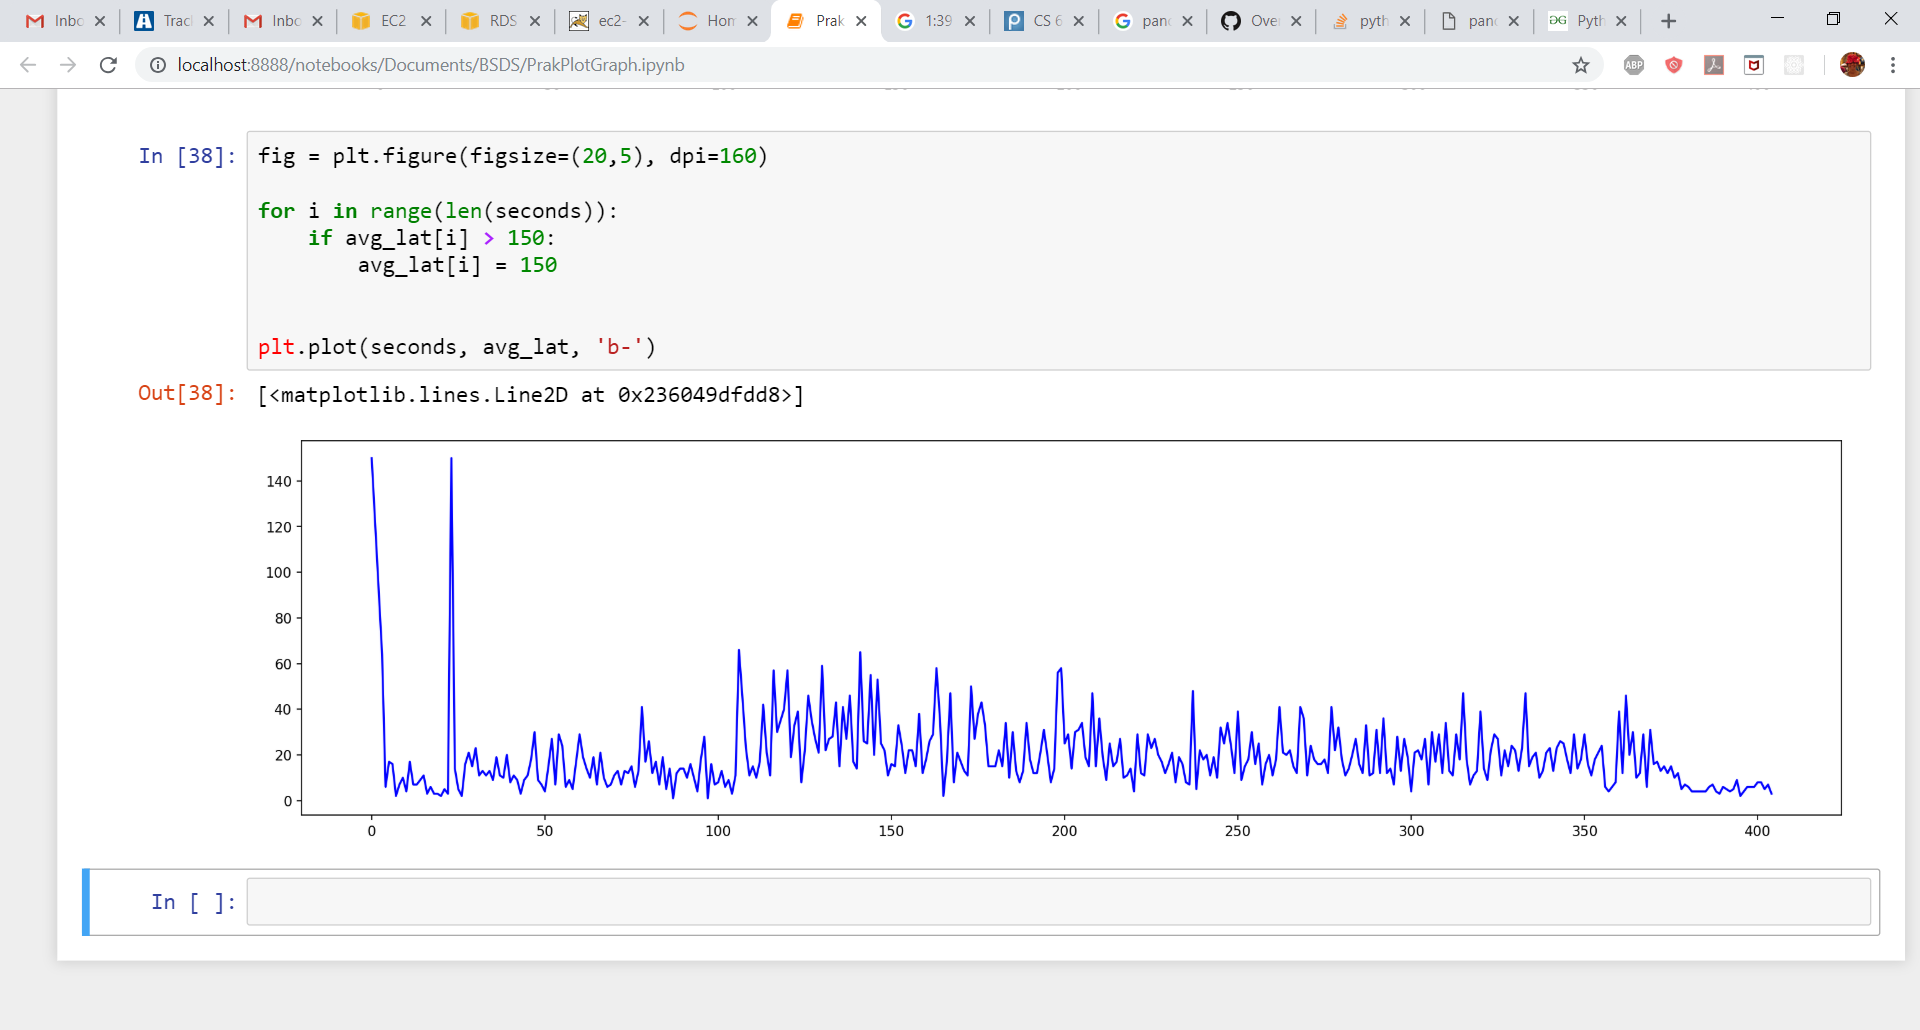 Inbo Trac Inbo EC2 RDS ec2- Hom Prak 1:39 CS 6 panc Over pyth panc Pyth
localhost:8888/notebooks/Documents/BSDS/PrakPlotGraph.ipynb
ABP
In [38]: fig = plt.figure(figsize=(20,5), dpi=160)
for i in range(len(seconds)):
if avg_lat[i] > 150:
avg_lat[i] = 150
plt.plot(seconds, avg_lat, 'b-')
Out[38]: [<matplotlib.lines.Line2D at 0x236049dfdd8>]
140
120
100
80
60
40
20
0
0 50 100 150 200 250 300 350 400
In [ ]: